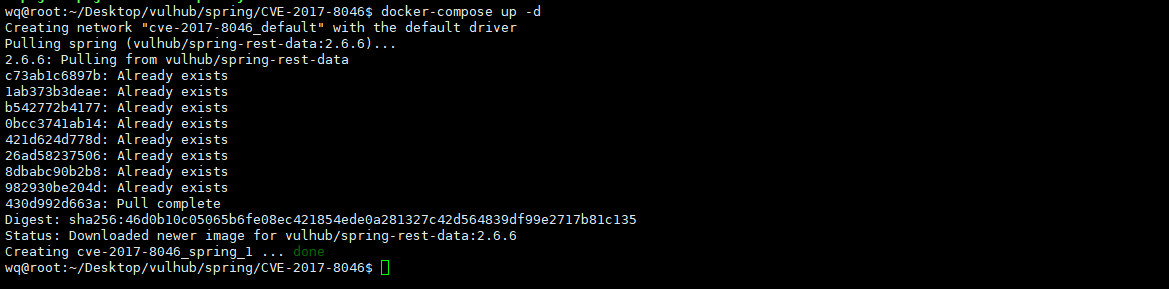 wq@root:~/Desktop/vulhub/spring/CVE-2017-8046$ docker-compose up -d
Creating network "cve-2017-8046_default" with the default driver
Pulling spring (vulhub/spring-rest-data:2.6.6)...
2.6.6: Pulling from vulhub/spring-rest-data
c73ab1c6897b: Already exists
1ab373b3deae: Already exists
b542772b4177: Already exists
0bcc3741ab14: Already exists
421d624d778d: Already exists
26ad58237506: Already exists
8dbabc90b2b8: Already exists
982930be204d: Already exists
430d992d663a: Pull complete
Digest: sha256:46d0b10c05065b6fe08ec421854ede0a281327c42d564839df99e2717b81c135
Status: Downloaded newer image for vulhub/spring-rest-data:2.6.6
Creating cve-2017-8046_spring_1 ... done
wq@root:~/Desktop/vulhub/spring/CVE-2017-8046$